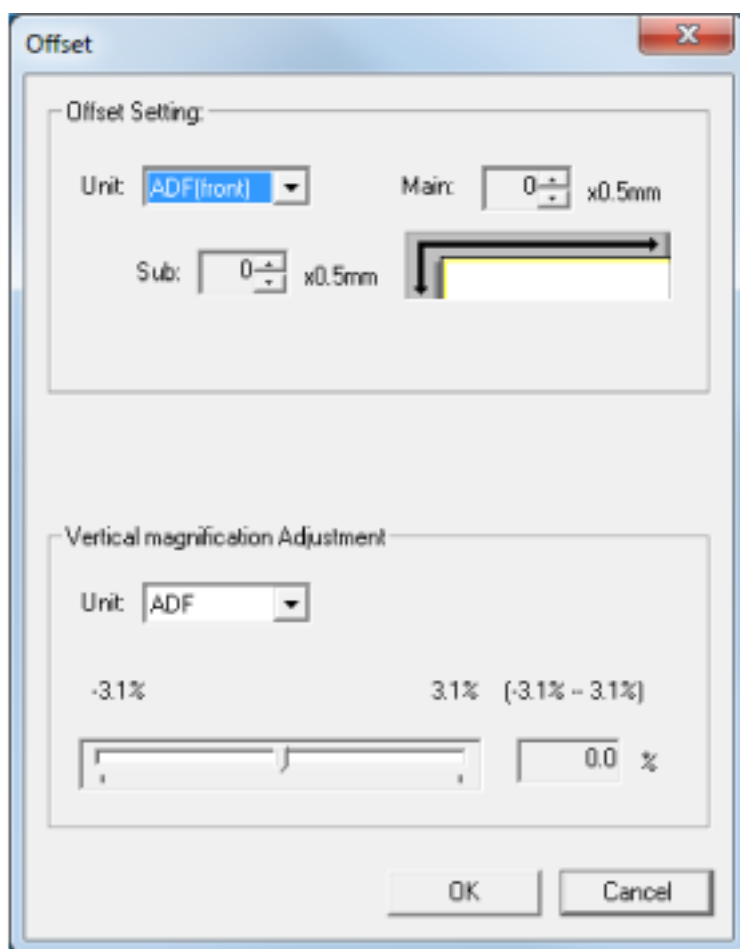 Offset
Offset Setting:
Unit: ADF(front) Main: 0 x0.5mm
Sub: 0 x0.5mm
Vertical magnification Adjustment
Unit: ADF
-3.1% 3.1% (-3.1% -- 3.1%)
0.0 %
OK Cancel